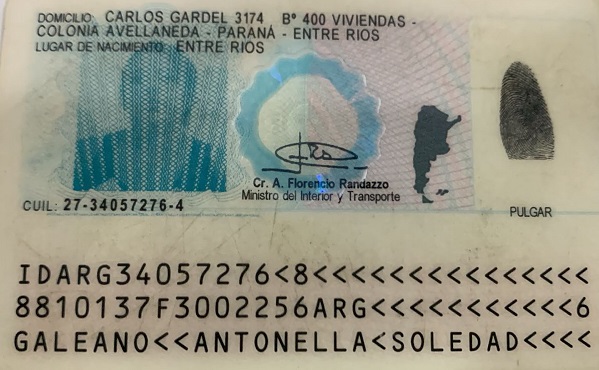 DOMICILIO: CARLOS GARDEL 3174 Bº 400 VIVIENDAS -
COLONIA AVELLANEDA - PARANÁ - ENTRE RIOS
LUGAR DE NACIMIENTO: ENTRE RIOS
Cr. A. Florencio Randazzo
Ministro del Interior y Transporte
CUIL: 27-34057276-4
PULGAR
IDARG34057276<8<<<<<<<<<<<<<<<
8810137F3002256ARG<<<<<<<<<<<6
GALEANO<<ANTONELLA<SOLEDAD<<<<